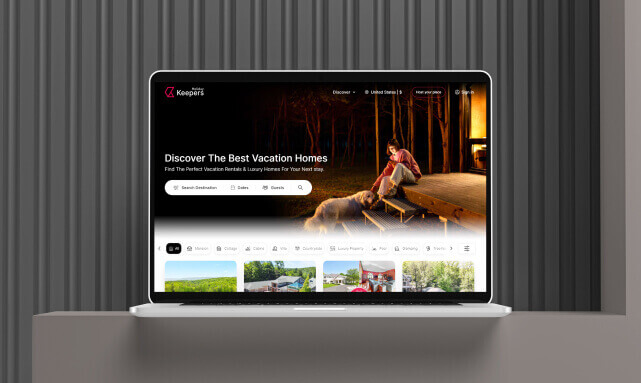 Holiday
Keepers
Discover
United States | $
Host your place
Sign in
Discover The Best Vacation Homes
Find The Perfect Vacation Rentals & Luxury Homes For Your Next stay.
Search Destination
Dates
Guests
All
Mansion
Cottage
Cabins
Villa
Countryside
Luxury Property
Pool
Glamping